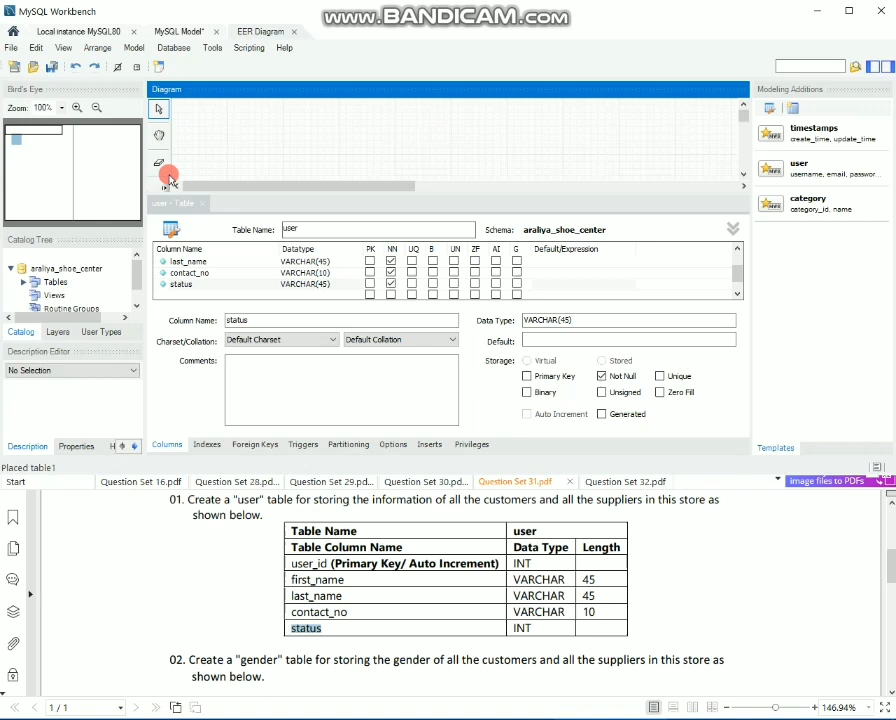 MySQL Workbench
www.BANDICAM.com
Local instance MySQL80 × MySQL Model* × EER Diagram ×
File Edit View Arrange Model Database Tools Scripting Help
Bird's Eye
Diagram
Modeling Additions
Zoom: 100%
timestamps
create_time, update_time
user
username, email, passwor...
category
category_id, name
user - Table ×
Table Name: user Schema: araliya_shoe_center
Catalog Tree
Column Name Datatype PK NN UQ B UN ZF AI G Default/Expression
last_name VARCHAR(45)
contact_no VARCHAR(10)
status VARCHAR(45)
araliya_shoe_center
Tables
Views
Routine Groups
Column Name: status Data Type: VARCHAR(45)
Catalog Layers User Types
Charset/Collation: Default Charset Default Collation Default:
Description Editor
Comments: Storage: Virtual Stored
No Selection
Primary Key Not Null Unique
Binary Unsigned Zero Fill
Auto Increment Generated
Description Properties H
Columns Indexes Foreign Keys Triggers Partitioning Options Inserts Privileges
Templates
Placed table1
Start Question Set 16.pdf Question Set 28.... Question Set 29.pd... Question Set 30.pd... Question Set 31.pdf × Question Set 32.pdf image files to PDFs
01. Create a "user" table for storing the information of all the customers and all the suppliers in this store as
shown below.
Table Name user
Table Column Name Data Type Length
user_id (Primary Key/ Auto Increment) INT
first_name VARCHAR 45
last_name VARCHAR 45
contact_no VARCHAR 10
status INT
02. Create a "gender" table for storing the gender of all the customers and all the suppliers in this store as
shown below.
1 / 1 146.94%